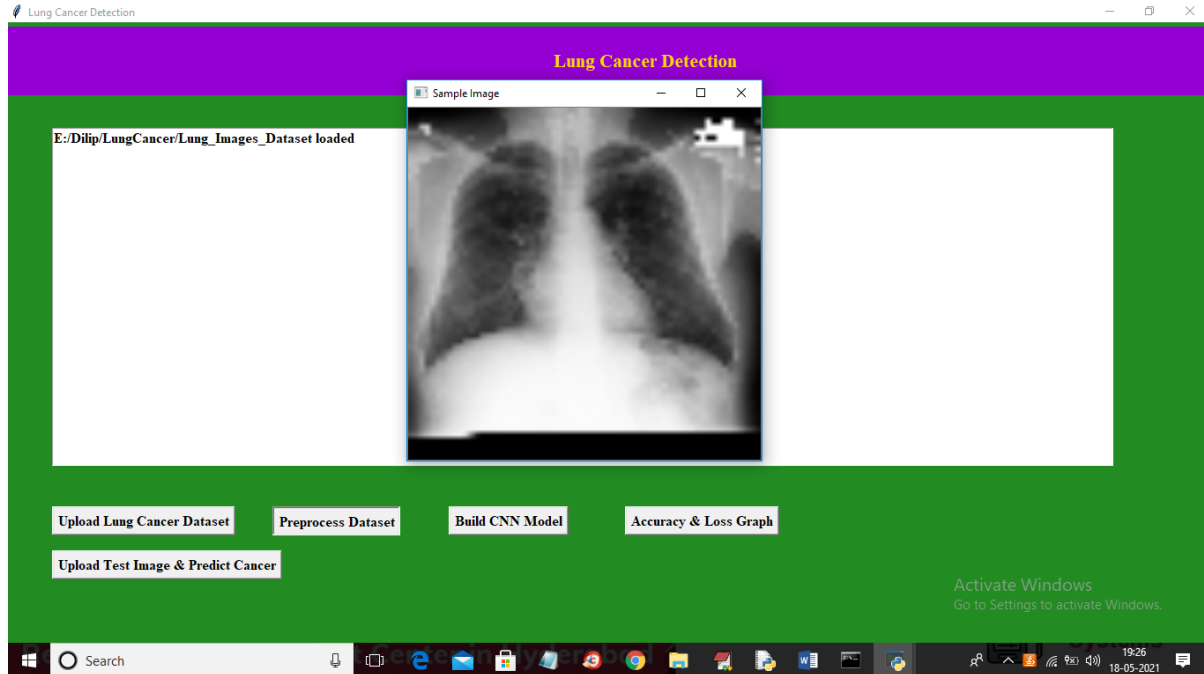 Lung Cancer Detection
Lung Cancer Detection
Sample Image
E:/Dilip/LungCancer/Lung_Images_Dataset loaded
Upload Lung Cancer Dataset
Preprocess Dataset
Build CNN Model
Accuracy & Loss Graph
Upload Test Image & Predict Cancer
Activate Windows
Go to Settings to activate Windows.
Search
19:26
18-05-2021